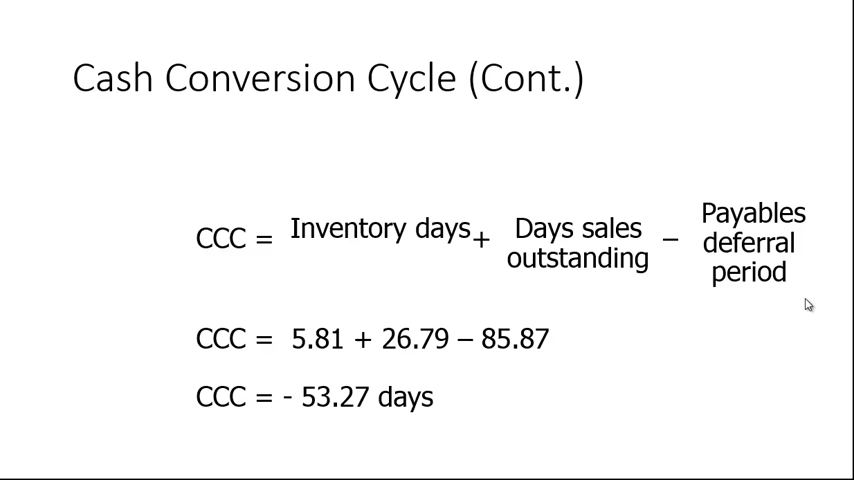 Cash Conversion Cycle (Cont.)
CCC = Inventory days + Days sales outstanding – Payables deferral period
CCC = 5.81 + 26.79 – 85.87
CCC = - 53.27 days